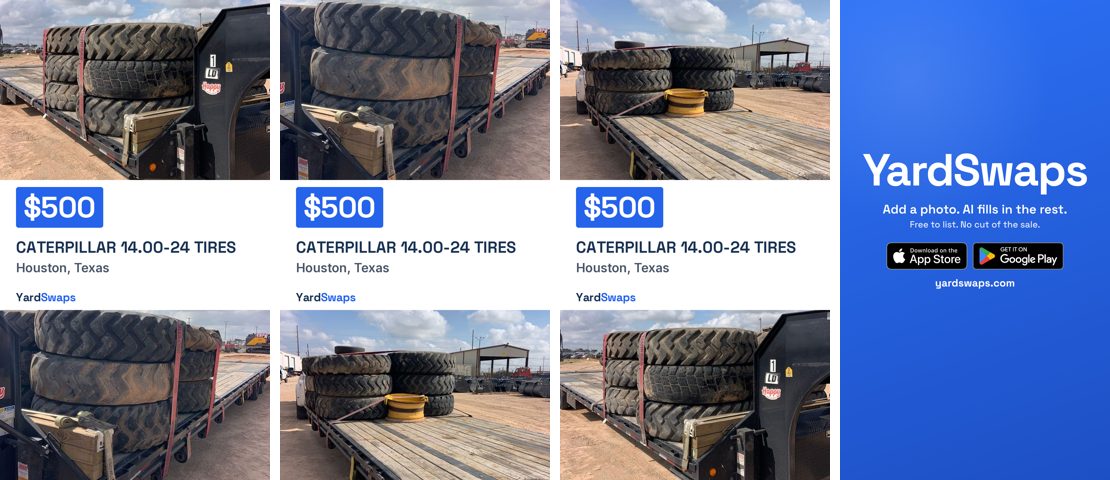 $500
CATERPILLAR 14.00-24 TIRES
Houston, Texas
YardSwaps
$500
CATERPILLAR 14.00-24 TIRES
Houston, Texas
YardSwaps
$500
CATERPILLAR 14.00-24 TIRES
Houston, Texas
YardSwaps
YardSwaps
Add a photo. AI fills in the rest.
Free to list. No cut of the sale.
Download on the
App Store
GET IT ON
Google Play
yardswaps.com